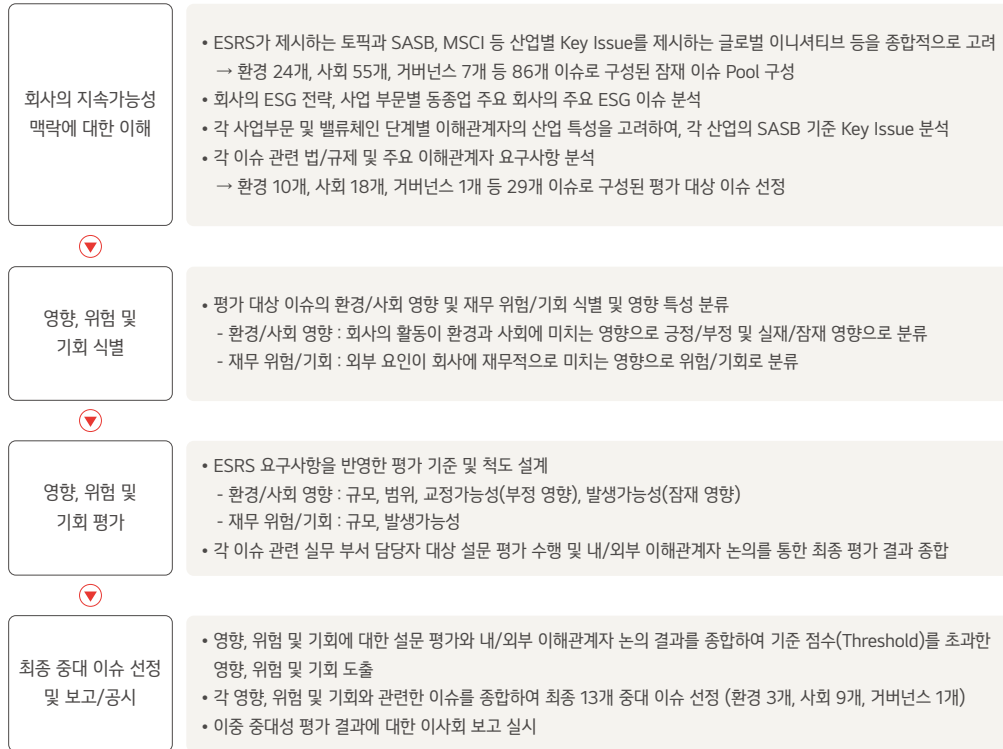 회사의 지속가능성
맥락에 대한 이해
• ESRS가 제시하는 토픽과 SASB, MSCI 등 산업별 Key Issue를 제시하는 글로벌 이니셔티브 등을 종합적으로 고려
→ 환경 24개, 사회 55개, 거버넌스 7개 등 86개 이슈로 구성된 잠재 이슈 Pool 구성
• 회사의 ESG 전략, 사업 부문별 동종업 주요 회사의 주요 ESG 이슈 분석
• 각 사업부문 및 밸류체인 단계별 이해관계자의 산업 특성을 고려하여, 각 산업의 SASB 기준 Key Issue 분석
• 각 이슈 관련 법/규제 및 주요 이해관계자 요구사항 분석
→ 환경 10개, 사회 18개, 거버넌스 1개 등 29개 이슈로 구성된 평가 대상 이슈 선정
영향, 위험 및
기회 식별
• 평가 대상 이슈의 환경/사회 영향 및 재무 위험/기회 식별 및 영향 특성 분류
- 환경/사회 영향 : 회사의 활동이 환경과 사회에 미치는 영향으로 긍정/부정 및 실재/잠재 영향으로 분류
- 재무 위험/기회 : 외부 요인이 회사에 재무적으로 미치는 영향으로 위험/기회로 분류
영향, 위험 및
기회 평가
• ESRS 요구사항을 반영한 평가 기준 및 척도 설계
- 환경/사회 영향 : 규모, 범위, 교정가능성(부정 영향), 발생가능성(잠재 영향)
- 재무 위험/기회 : 규모, 발생가능성
• 각 이슈 관련 실무 부서 담당자 대상 설문 평가 수행 및 내/외부 이해관계자 논의를 통한 최종 평가 결과 종합
최종 중대 이슈 선정
및 보고/공시
• 영향, 위험 및 기회에 대한 설문 평가와 내/외부 이해관계자 논의 결과를 종합하여 기준 점수(Threshold)를 초과한
영향, 위험 및 기회 도출
• 각 영향, 위험 및 기회와 관련한 이슈를 종합하여 최종 13개 중대 이슈 선정 (환경 3개, 사회 9개, 거버넌스 1개)
• 이중 중대성 평가 결과에 대한 이사회 보고 실시